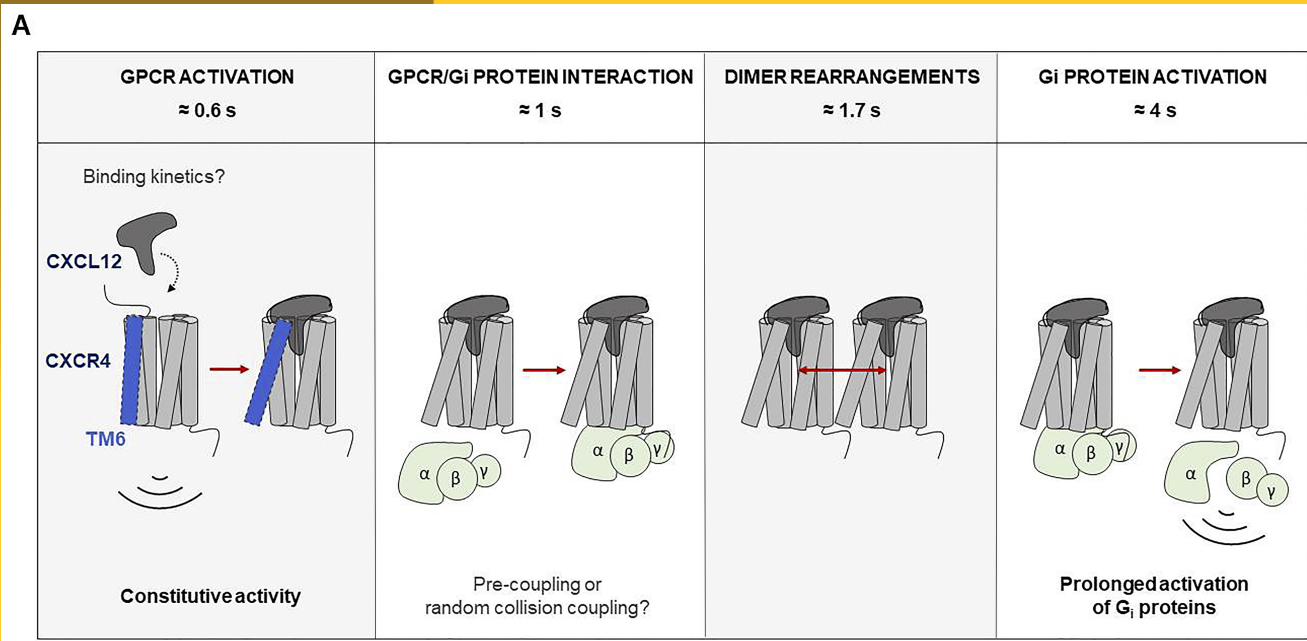 A
GPCR ACTIVATION
≈ 0.6 s
GPCR/Gi PROTEIN INTERACTION
≈ 1 s
DIMER REARRANGEMENTS
≈ 1.7 s
Gi PROTEIN ACTIVATION
≈ 4 s
Binding kinetics?
CXCL12
CXCR4
TM6
Constitutive activity
α β γ
α β γ
Pre-coupling or
random collision coupling?
α β γ
α β γ
Prolonged activation
of Gi proteins